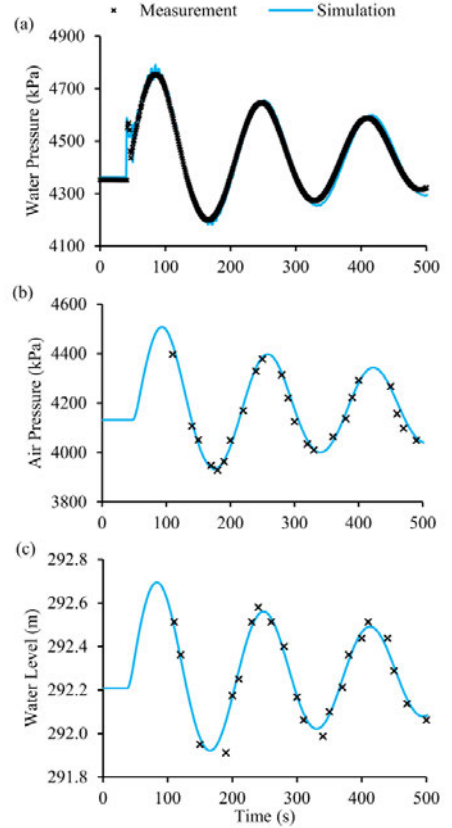 × Measurement — Simulation
(a)
Water Pressure (kPa)
4900
4700
4500
4300
4100
0 100 200 300 400 500
(b)
Air Pressure (kPa)
4600
4400
4200
4000
3800
0 100 200 300 400 500
(c)
Water Level (m)
292.8
292.6
292.4
292.2
292.0
291.8
0 100 200 300 400 500
Time (s)